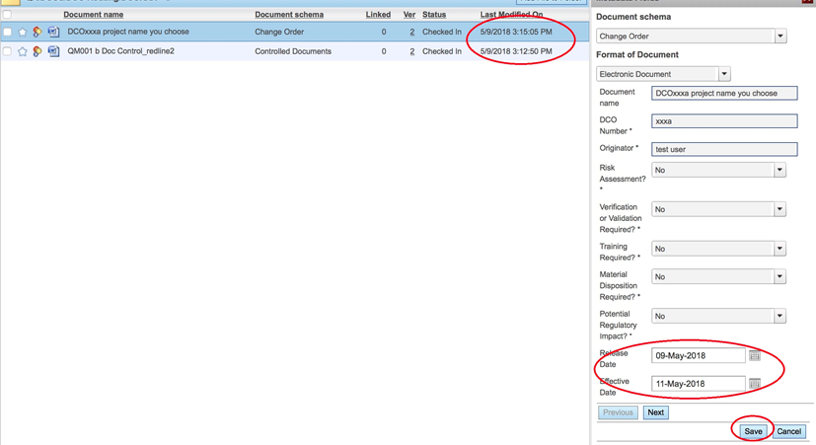 Document name Document schema Linked Ver Status Last Modified On
DCOxxxa project name you choose Change Order 0 2 Checked In 5/9/2018 3:15:05 PM
QM001 b Doc Control_redline2 Controlled Documents 0 2 Checked In 5/9/2018 3:12:50 PM
Document schema
Change Order
Format of Document
Electronic Document
Document
name
DCOxxxa project name you choose
DCO
Number *
xxxa
Originator * test user
Risk
Assessment?
*
No
Verification
or Validation
Required? *
No
Training
Required? *
No
Material
Disposition
Required? *
No
Potential
Regulatory
Impact? *
No
Release
Date
09-May-2018
Effective
Date
11-May-2018
Previous Next
Save Cancel